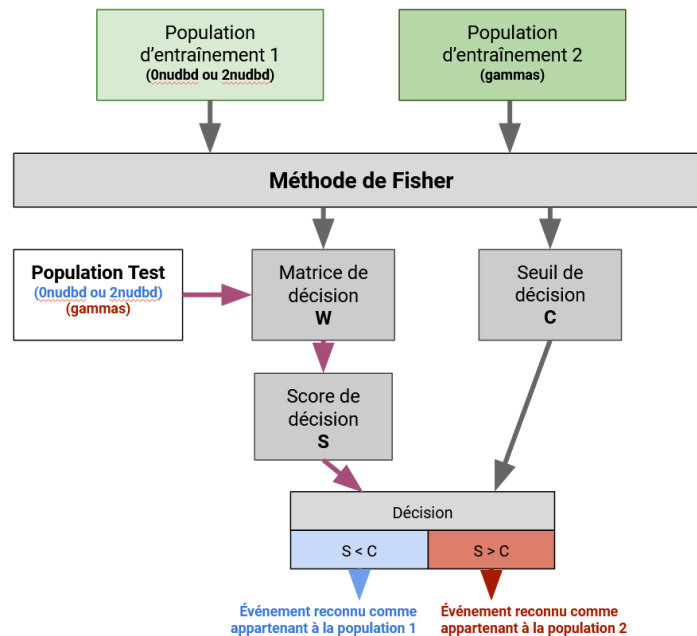 Population
d'entraînement 1
(0nudbd ou 2nudbd)
Population
d'entraînement 2
(gammas)
Méthode de Fisher
Population Test
(0nudbd ou 2nudbd)
(gammas)
Matrice de
décision
W
Seuil de
décision
C
Score de
décision
S
Décision
S < C
S > C
Événement reconnu comme
appartenant à la population 1
Événement reconnu comme
appartenant à la population 2